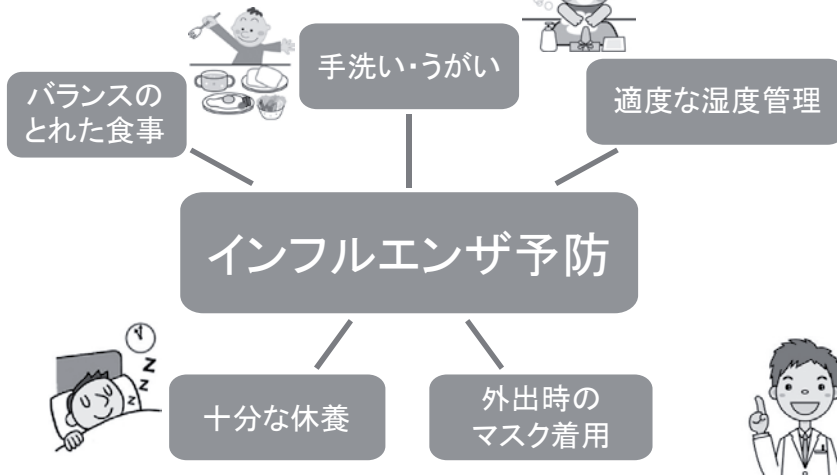 手洗い・うがい
バランスの
とれた食事
適度な湿度管理
インフルエンザ予防
z
z
z
十分な休養
外出時の
マスク着用